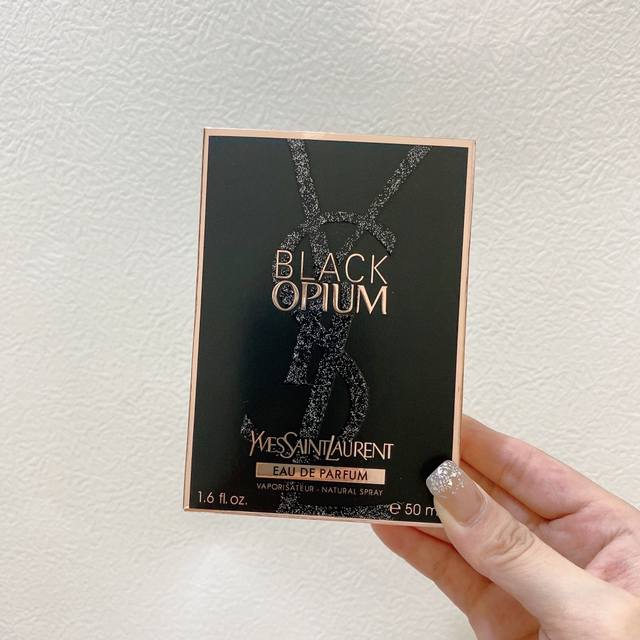 BLACK
OPIUM
YVESSAINTLAURENT
EAU DE PARFUM
VAPORISATEUR - NATURAL SPRAY
1.6 fl. oz. ℮ 50 m